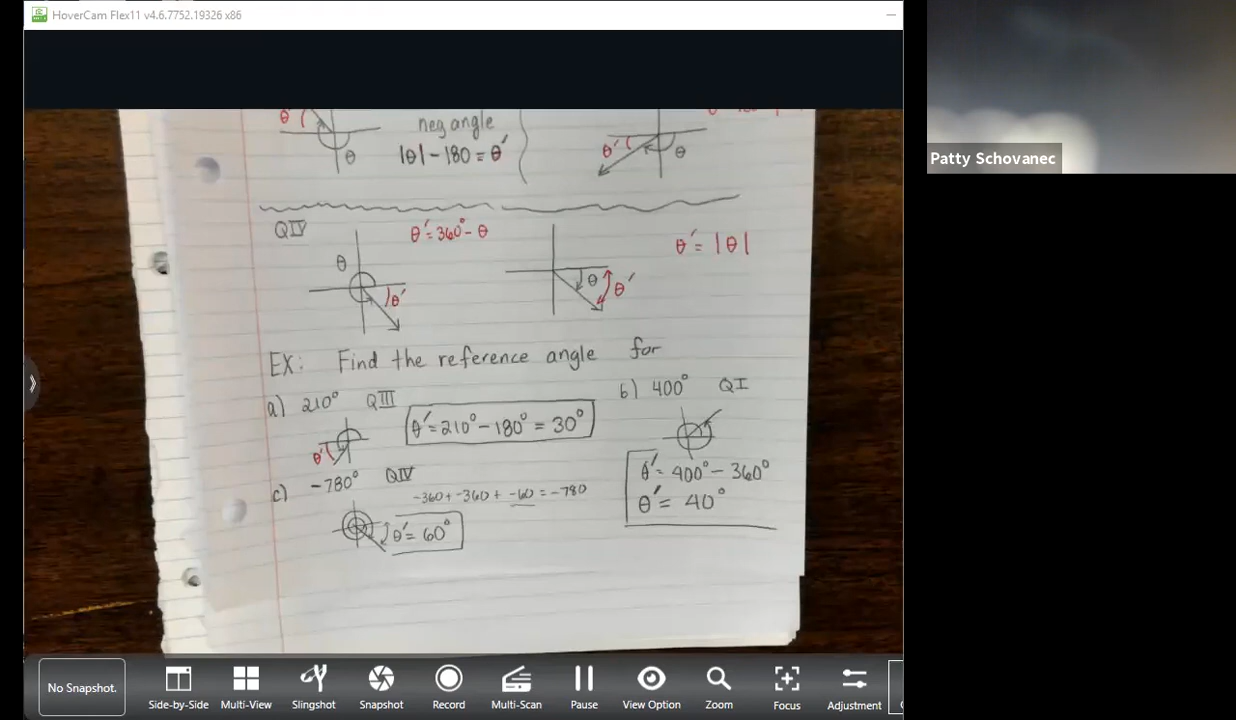 HoverCam Flex11 v4.6.7752.19326 x86
Patty Schovanec
θ'
θ
neg angle
|θ| - 180 = θ'
θ'
θ
QIV
θ
θ'
θ' = 360° - θ
θ
θ'
θ' = |θ|
EX: Find the reference angle for
a) 210° QIII
θ' = 210° - 180° = 30°
θ'
b) 400° QI
θ' = 400° - 360°
θ' = 40°
c) -780° QIV
-360 + -360 + -60 = -780
θ' = 60°
No Snapshot.
Side-by-Side
Multi-View
Slingshot
Snapshot
Record
Multi-Scan
Pause
View Option
Zoom
Focus
Adjustment